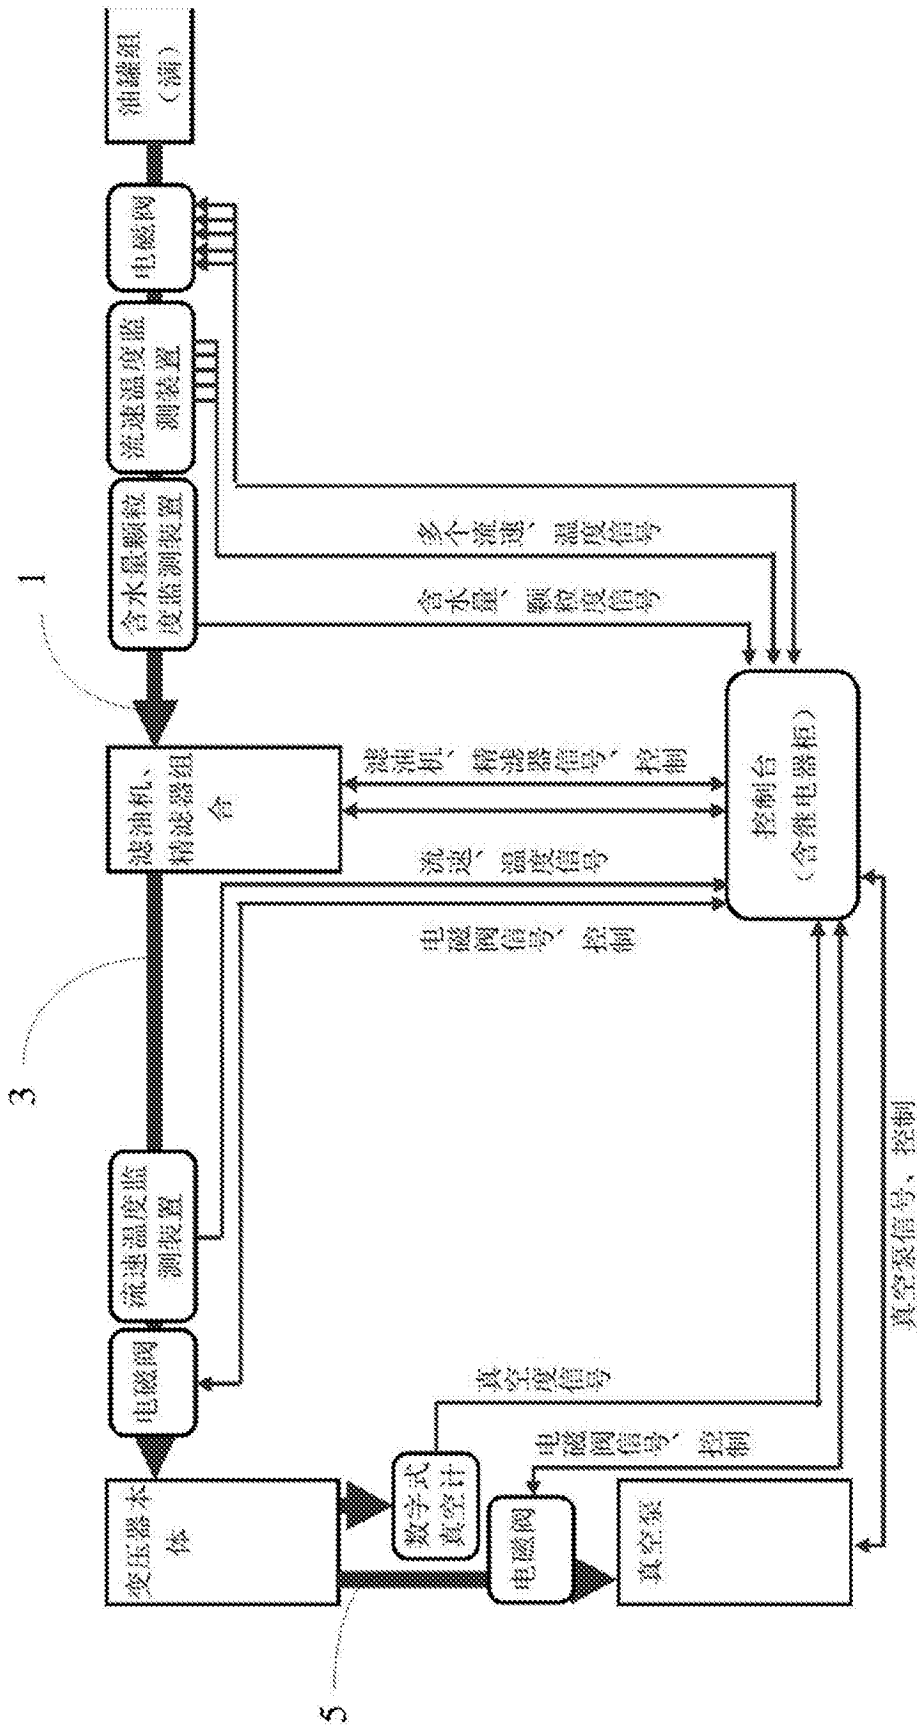 3
1
变压器本
体
电磁阀
流速温度监
测装置
滤油机、
精滤器组
合
含水量颗粒
度监测装置
流速温度监
测装置
电磁阀
油罐组
（满）
5
数字式
真空计
真空度信号
电磁阀
电磁阀信号、控制
真空泵
电磁阀信号、控制
流速、温度信号
滤油机、精滤器信号、控制
含水量、颗粒度信号
多个流速、温度信号
控制台
（含继电器柜）
真空泵信号、控制